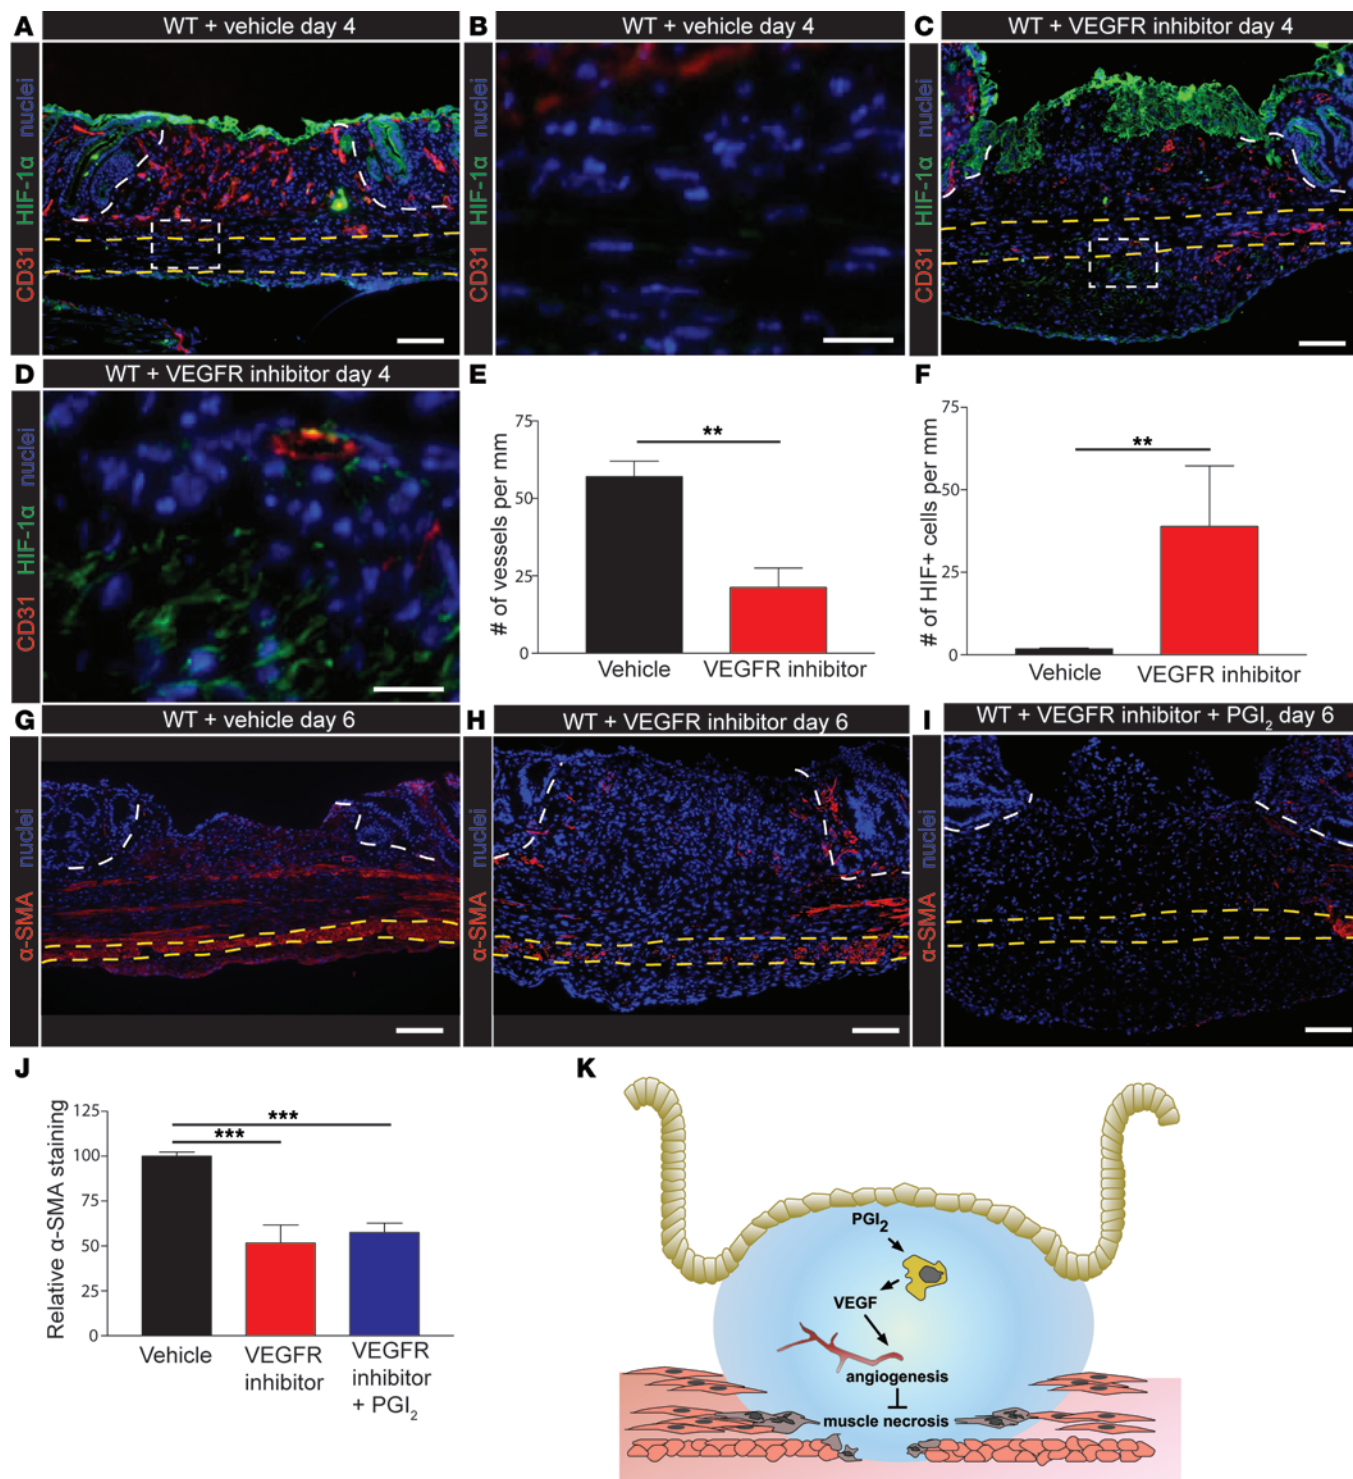 A
WT + vehicle day 4
CD31 HIF-1α nuclei
B
WT + vehicle day 4
CD31 HIF-1α nuclei
C
WT + VEGFR inhibitor day 4
CD31 HIF-1α nuclei
D
WT + VEGFR inhibitor day 4
CD31 HIF-1α nuclei
E
# of vessels per mm
75
50
25
0
**
Vehicle
VEGFR inhibitor
F
# of HIF+ cells per mm
75
50
25
0
**
Vehicle
VEGFR inhibitor
G
WT + vehicle day 6
α-SMA nuclei
H
WT + VEGFR inhibitor day 6
α-SMA nuclei
I
WT + VEGFR inhibitor + PGI₂ day 6
α-SMA nuclei
J
Relative α-SMA staining
125
100
75
50
25
0
***
***
Vehicle
VEGFR
inhibitor
VEGFR
inhibitor
+ PGI₂
K
PGI₂
VEGF
angiogenesis
muscle necrosis